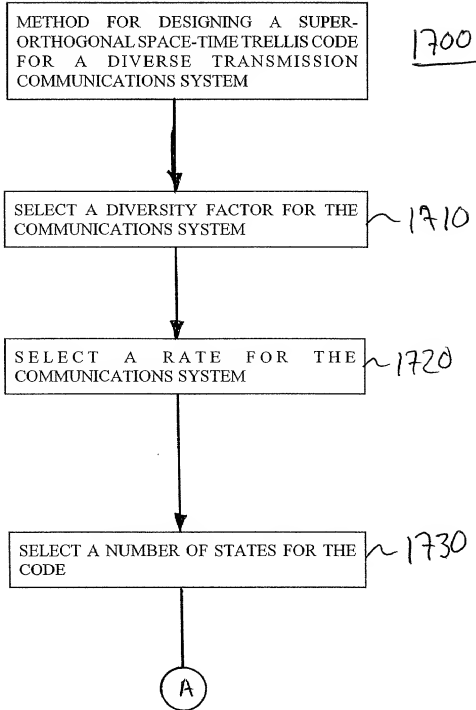 METHOD FOR DESIGNING A SUPER-
ORTHOGONAL SPACE-TIME TRELLIS CODE
FOR A DIVERSE TRANSMISSION
COMMUNICATIONS SYSTEM
1700
SELECT A DIVERSITY FACTOR FOR THE
COMMUNICATIONS SYSTEM
1710
SELECT A RATE FOR THE
COMMUNICATIONS SYSTEM
1720
SELECT A NUMBER OF STATES FOR THE
CODE
1730
A